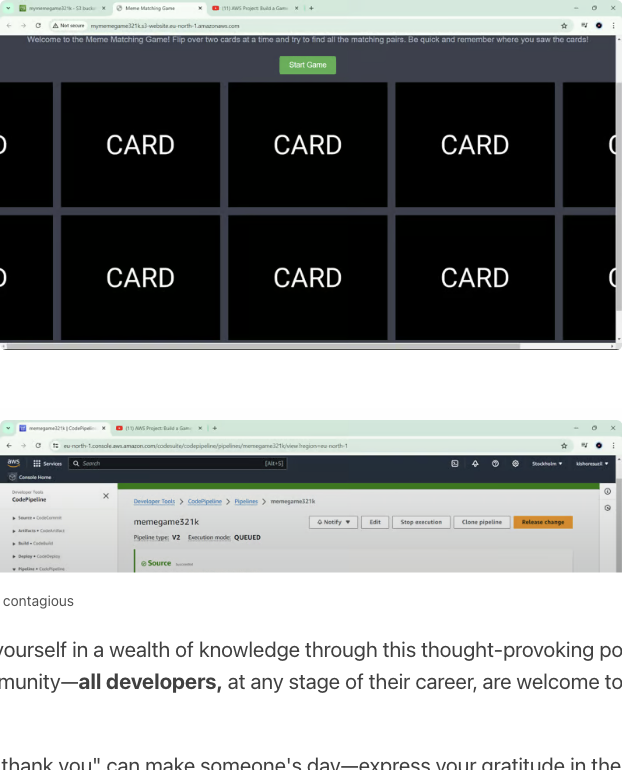 mymemegame321k - S3 buck
Meme Matching Game
(11) AWS Project: Build a Gam
Not secure
mymemegame321k.s3-website.eu-north-1.amazonaws.com
Welcome to the Meme Matching Game! Flip over two cards at a time and try to find all the matching pairs. Be quick and remember where you saw the cards!
Start Game
D CARD CARD CARD C
D CARD CARD CARD C
memegame321k | CodePipelin
(11) AWS Project: Build a Gam
eu-north-1.console.aws.amazon.com/codesuite/codepipeline/pipelines/memegame321k/view?region=eu-north-1
aws Services Search [Alt+S] Stockholm
Console Home
Developer Tools
CodePipeline
Source • CodeCommit
Artifacts • CodeArtifact
Build • CodeBuild
Deploy • CodeDeploy
Pipeline • CodePipeline
Developer Tools > CodePipeline > Pipelines > memegame321k
memegame321k
Notify Edit Stop execution Clone pipeline Release change
Pipeline type: V2 Execution mode: QUEUED
Source Succeeded
contagious
yourself in a wealth of knowledge through this thought-provoking po
munity—all developers, at any stage of their career, are welcome to
thank you" can make someone's day—express your gratitude in the